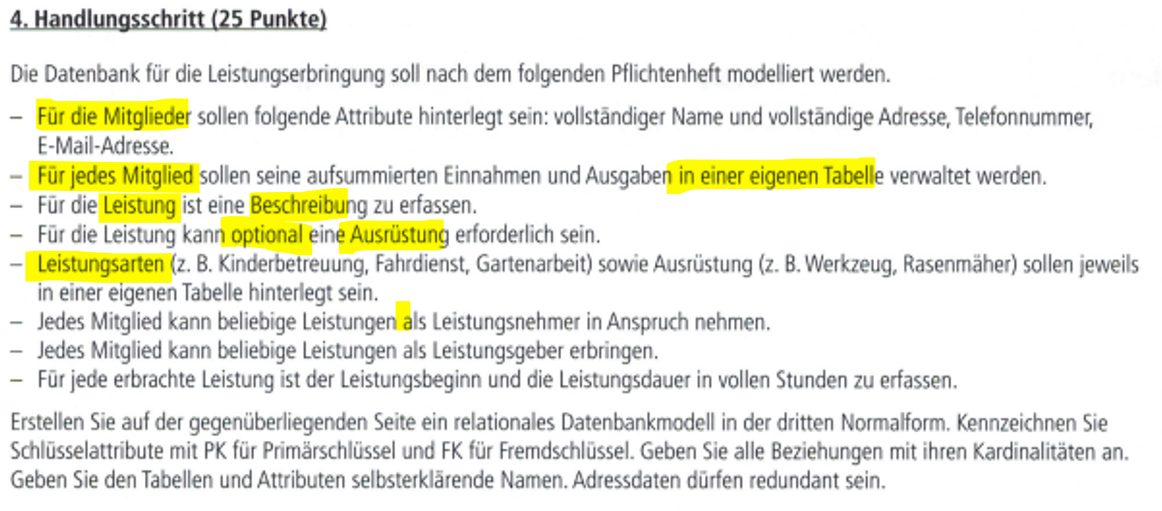 4. Handlungsschritt (25 Punkte)
Die Datenbank für die Leistungserbringung soll nach dem folgenden Pflichtenheft modelliert werden.
– Für die Mitglieder sollen folgende Attribute hinterlegt sein: vollständiger Name und vollständige Adresse, Telefonnummer,
E-Mail-Adresse.
– Für jedes Mitglied sollen seine aufsummierten Einnahmen und Ausgaben in einer eigenen Tabelle verwaltet werden.
– Für die Leistung ist eine Beschreibung zu erfassen.
– Für die Leistung kann optional eine Ausrüstung erforderlich sein.
– Leistungsarten (z. B. Kinderbetreuung, Fahrdienst, Gartenarbeit) sowie Ausrüstung (z. B. Werkzeug, Rasenmäher) sollen jeweils
in einer eigenen Tabelle hinterlegt sein.
– Jedes Mitglied kann beliebige Leistungen als Leistungsnehmer in Anspruch nehmen.
– Jedes Mitglied kann beliebige Leistungen als Leistungsgeber erbringen.
– Für jede erbrachte Leistung ist der Leistungsbeginn und die Leistungsdauer in vollen Stunden zu erfassen.
Erstellen Sie auf der gegenüberliegenden Seite ein relationales Datenbankmodell in der dritten Normalform. Kennzeichnen Sie
Schlüsselattribute mit PK für Primärschlüssel und FK für Fremdschlüssel. Geben Sie alle Beziehungen mit ihren Kardinalitäten an.
Geben Sie den Tabellen und Attributen selbsterklärende Namen. Adressdaten dürfen redundant sein.